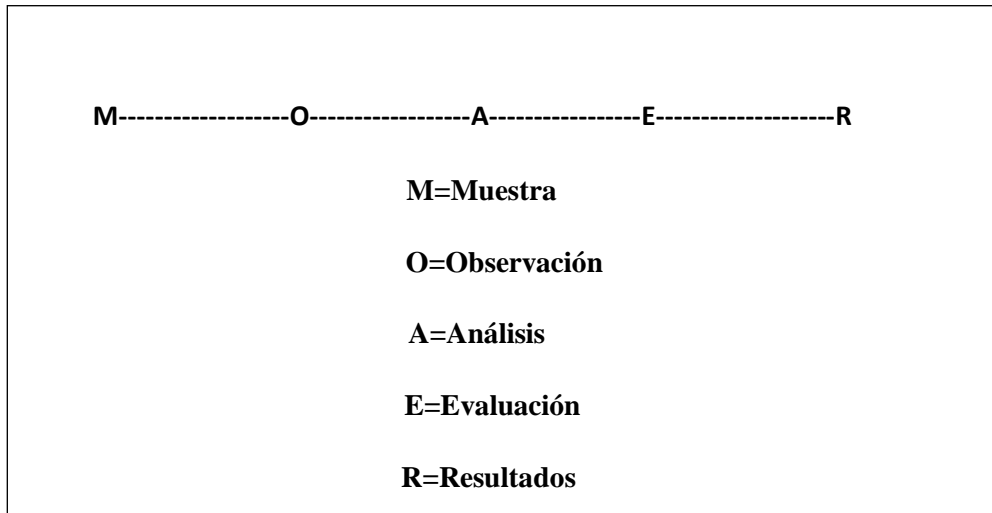 M-------------------O------------------A-----------------E--------------------R
M=Muestra
O=Observación
A=Análisis
E=Evaluación
R=Resultados